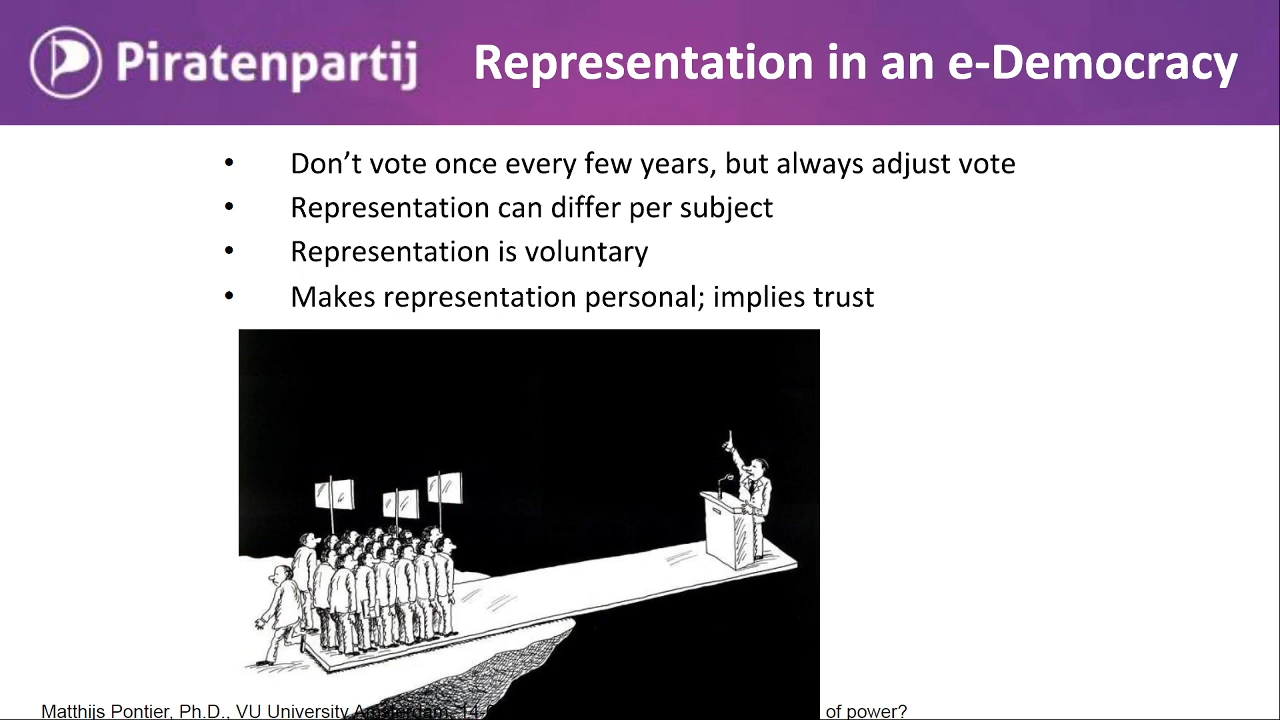 Piratenpartij
Representation in an e-Democracy
• Don't vote once every few years, but always adjust vote
• Representation can differ per subject
• Representation is voluntary
• Makes representation personal; implies trust
Matthijs Pontier, Ph.D., VU University Amsterdam, 14- of power?